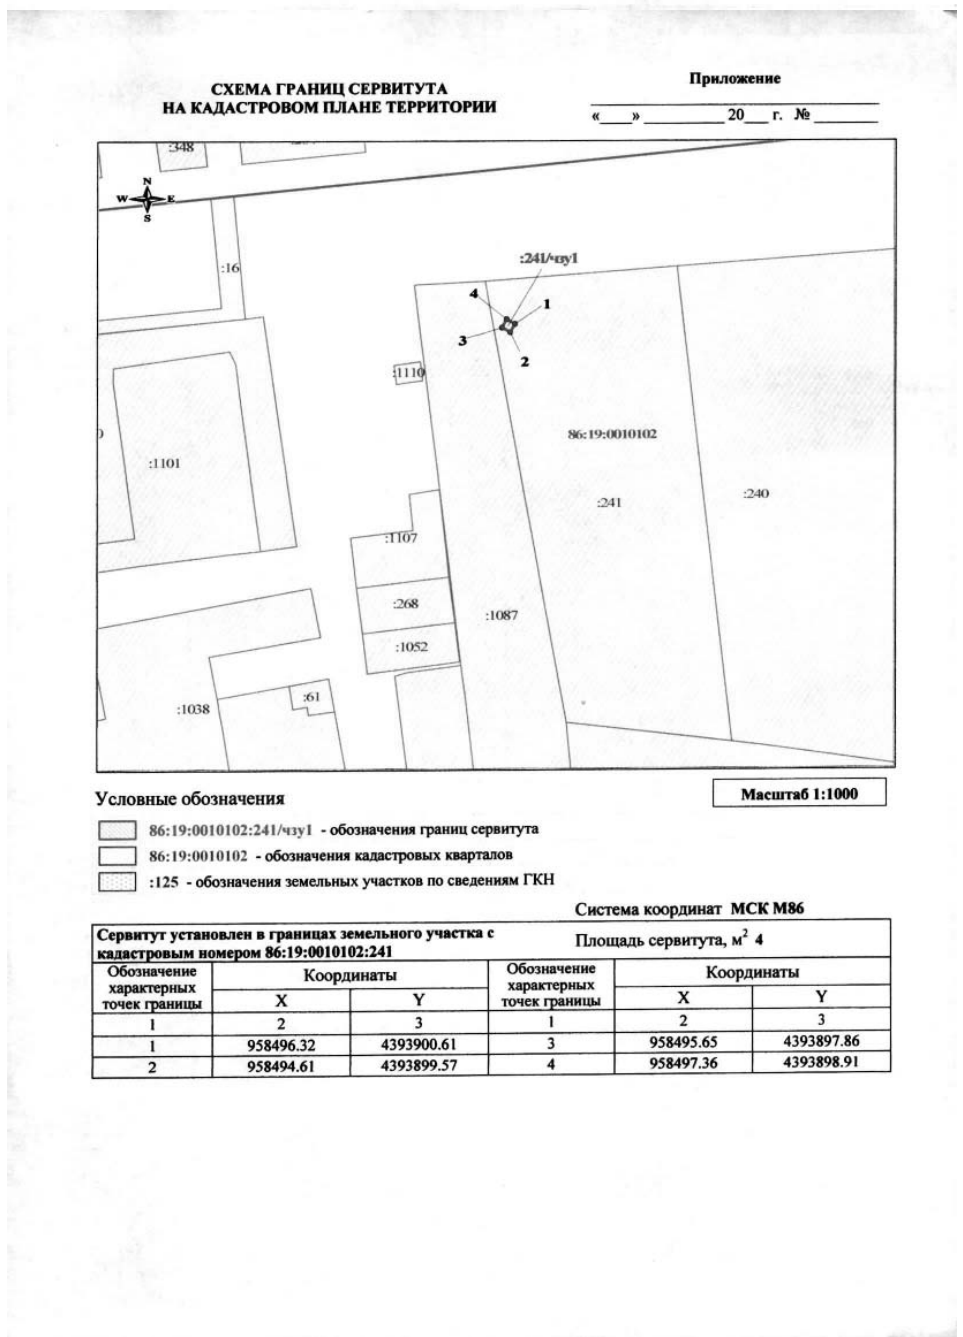 Приложение
СХЕМА ГРАНИЦ СЕРВИТУТА
НА КАДАСТРОВОМ ПЛАНЕ ТЕРРИТОРИИ
«____» __________ 20___ г. № ________
:348
N
W E
S
:16
:241/чзу1
4
1
3
2
:1110
86:19:0010102
:1101
:241
:240
:1107
:268
:1087
:1052
:61
:1038
Условные обозначения
Масштаб 1:1000
86:19:0010102:241/чзу1 - обозначения границ сервитута
86:19:0010102 - обозначения кадастровых кварталов
:125 - обозначения земельных участков по сведениям ГКН
Система координат МСК М86
Сервитут установлен в границах земельного участка с
кадастровым номером 86:19:0010102:241
Площадь сервитута, м² 4
Обозначение характерных точек границы Координаты Обозначение характерных точек границы Координаты
X Y X Y
1 2 3 1 2 3
1 958496.32 4393900.61 3 958495.65 4393897.86
2 958494.61 4393899.57 4 958497.36 4393898.91